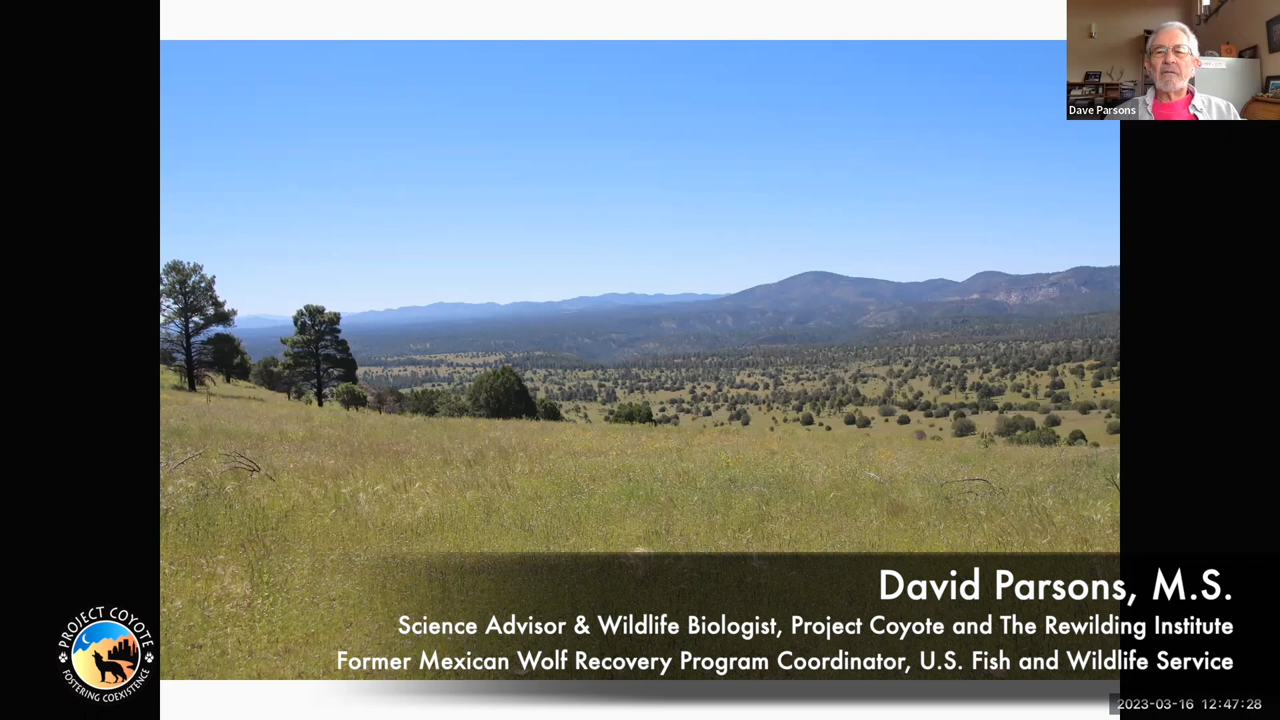 Dave Parsons
David Parsons, M.S.
Science Advisor & Wildlife Biologist, Project Coyote and The Rewilding Institute
Former Mexican Wolf Recovery Program Coordinator, U.S. Fish and Wildlife Service
PROJECT COYOTE
FOSTERING COEXISTENCE
2023-03-16 12:47:28